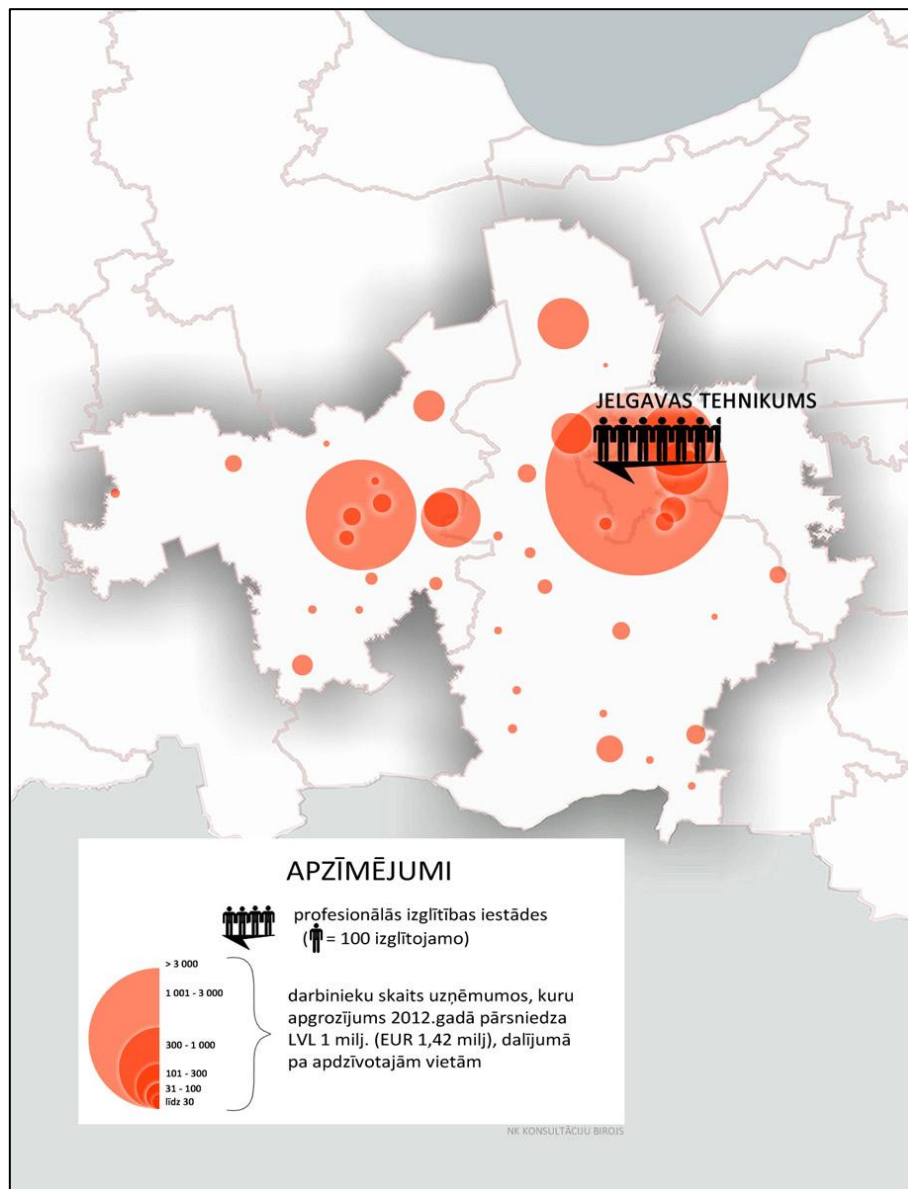 JELGAVAS TEHNIKUMS
APZĪMĒJUMI
profesionālās izglītības iestādes
( = 100 izglītojamo)
> 3 000
1 001 - 3 000
300 - 1 000
101 - 300
31 - 100
līdz 30
darbinieku skaits uzņēmumos, kuru
apgrozījums 2012.gadā pārsniedza
LVL 1 milj. (EUR 1,42 milj), dalījumā
pa apdzīvotajām vietām
NK KONSULTĀCIJU BIROJS